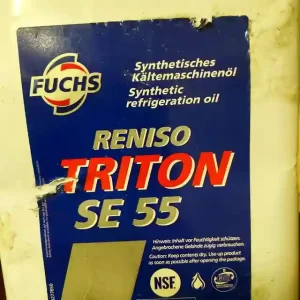 FUCHS
Synthetisches
Kältemaschinenöl
Synthetic
refrigeration oil
RENISO
TRITON
SE 55
Hinweis: Inhalt vor Feuchtigkeit schützen.
Angebrochene Gebinde zügig verbrauchen.
Caution: Keep contents dry. Use up product
as soon as possible after opening the package.
NSF